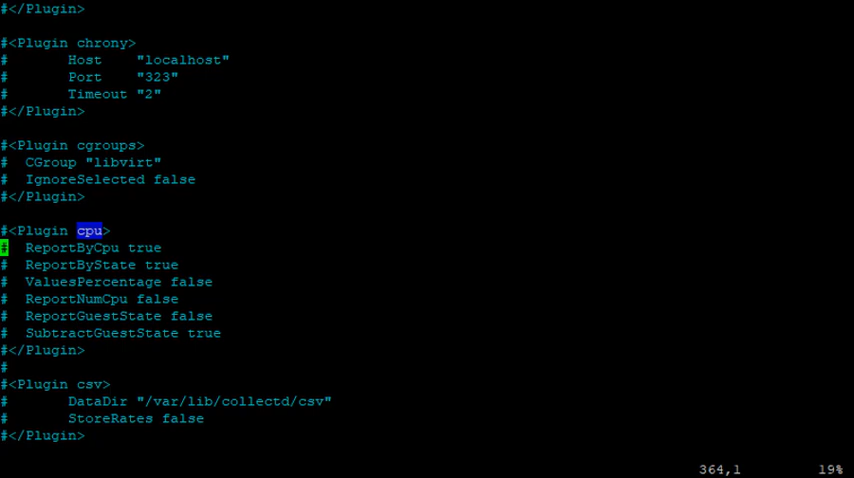 #</Plugin>
#<Plugin chrony>
#       Host    "localhost"
#       Port    "323"
#       Timeout "2"
#</Plugin>
#<Plugin cgroups>
#  CGroup "libvirt"
#  IgnoreSelected false
#</Plugin>
#<Plugin cpu>
#  ReportByCpu true
#  ReportByState true
#  ValuesPercentage false
#  ReportNumCpu false
#  ReportGuestState false
#  SubtractGuestState true
#</Plugin>
#
#<Plugin csv>
#       DataDir "/var/lib/collectd/csv"
#       StoreRates false
#</Plugin>
364,1         19%